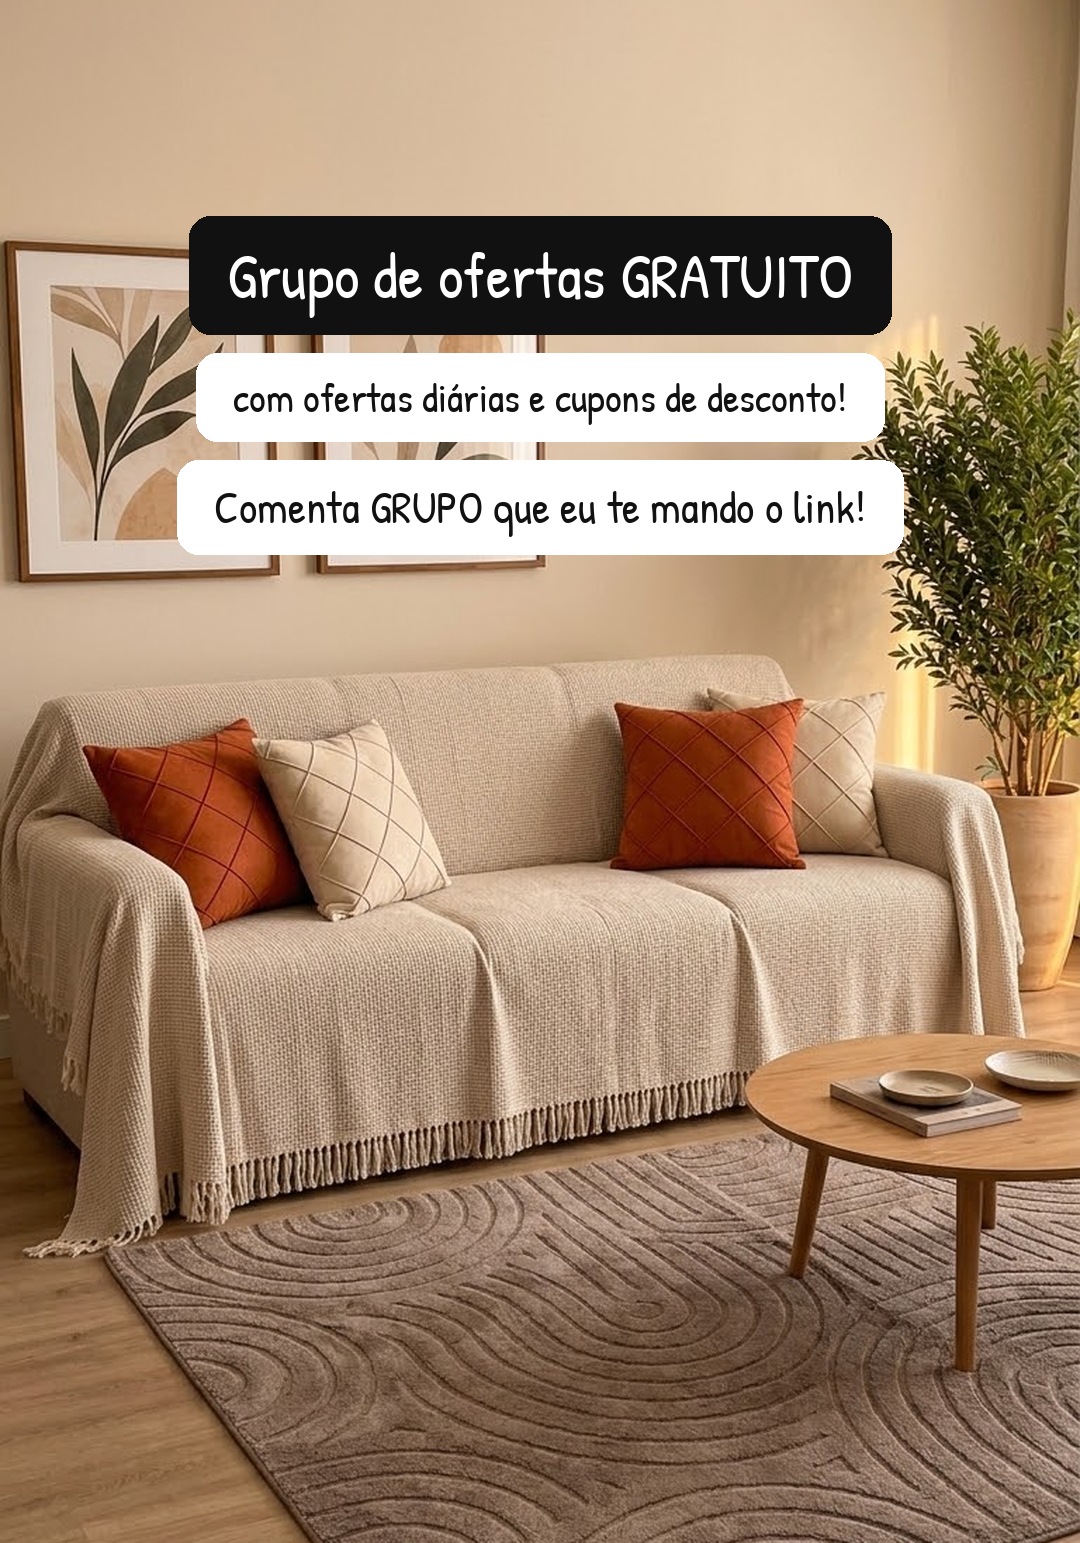 Grupo de ofertas GRATUITO
com ofertas diárias e cupons de desconto!
Comenta GRUPO que eu te mando o link!